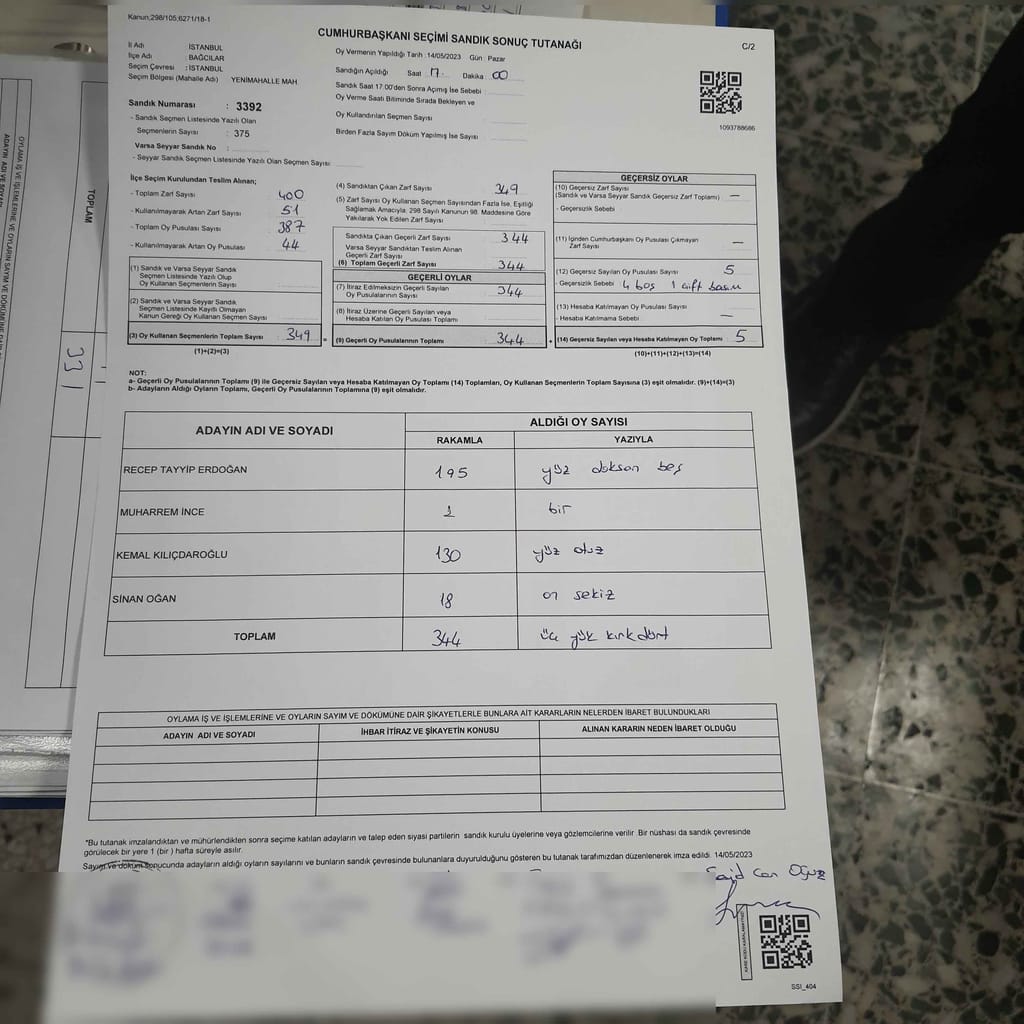 Kanun;298/105;6271/18-1
CUMHURBAŞKANI SEÇİMİ SANDIK SONUÇ TUTANAĞI
C/2
İl Adı : İSTANBUL
İlçe Adı : BAĞCILAR
Seçim Çevresi : İSTANBUL
Seçim Bölgesi (Mahalle Adı) YENİMAHALLE MAH.
Oy Vermenin Yapıldığı Tarih :14/05/2023 Gün : Pazar
Sandığın Açıldığı Saat 17. Dakika : 00
Sandık Saat 17.00'den Sonra Açımış İse Sebebi :
Oy Verme Saati Bitiminde Sırada Bekleyen ve
Oy Kullandırılan Seçmen Sayısı :
Birden Fazla Sayım Döküm Yapılmış İse Sayısı :
1093788686
Sandık Numarası : 3392
- Sandık Seçmen Listesinde Yazılı Olan
Seçmenlerin Sayısı : 375
Varsa Seyyar Sandık No :
- Seyyar Sandık Seçmen Listesinde Yazılı Olan Seçmen Sayısı:
İlçe Seçim Kurulundan Teslim Alınan;
- Toplam Zarf Sayısı : 400
- Kullanılmayarak Artan Zarf Sayısı : 51
- Toplam Oy Pusulası Sayısı : 387
- Kullanılmayarak Artan Oy Pusulası : 44
(1) Sandık ve Varsa Seyyar Sandık
Seçmen Listesinde Yazılı Olup
Oy Kullanan Seçmenlerin Sayısı :
(2) Sandık ve Varsa Seyyar Sandık
Seçmen Listesinde Kayıtlı Olmayan
Kanun Gereği Oy Kullanan Seçmen Sayısı :
(3) Oy Kullanan Seçmenlerin Toplam Sayısı : 349 =
(1)+(2)=(3)
(4) Sandıktan Çıkan Zarf Sayısı : 349
(5) Zarf Sayısı Oy Kullanan Seçmen Sayısından Fazla İse, Eşitliği
Sağlamak Amacıyla; 298 Sayılı Kanunun 98. Maddesine Göre
Yakılarak Yok Edilen Zarf Sayısı :
Sandıkta Çıkan Geçerli Zarf Sayısı : 344
Varsa Seyyar Sandıktan Teslim Alınan
Geçerli Zarf Sayısı :
(6) Toplam Geçerli Zarf Sayısı : 344
GEÇERLİ OYLAR
(7) İtiraz Edilmeksizin Geçerli Sayılan
Oy Pusulalarının Sayısı : 344
(8) İtiraz Üzerine Geçerli Sayılan veya
Hesaba Katılan Oy Pusulası Toplamı :
(9) Geçerli Oy Pusulalarının Toplamı : 344 +
GEÇERSİZ OYLAR
(10) Geçersiz Zarf Sayısı
(Sandık ve Varsa Seyyar Sandık Geçersiz Zarf Toplamı) : —
- Geçersizlik Sebebi :
(11) İçinden Cumhurbaşkanı Oy Pusulası Çıkmayan
Zarf Sayısı : —
(12) Geçersiz Sayılan Oy Pusulası Sayısı : 5
- Geçersizlik Sebebi : 4 boş 1 çift basım
(13) Hesaba Katılmayan Oy Pusulası Sayısı :
- Hesaba Katılmama Sebebi : —
(14) Geçersiz Sayılan veya Hesaba Katılmayan Oy Toplamı : 5
(10)+(11)+(12)+(13)=(14)
NOT:
a- Geçerli Oy Pusulalarının Toplamı (9) ile Geçersiz Sayılan veya Hesaba Katılmayan Oy Toplamı (14) Toplamları, Oy Kullanan Seçmenlerin Toplam Sayısına (3) eşit olmalıdır. (9)+(14)=(3)
b- Adayların Aldığı Oyların Toplamı, Geçerli Oy Pusulalarının Toplamına (9) eşit olmalıdır.
ADAYIN ADI VE SOYADI
ALDIĞI OY SAYISI
RAKAMLA YAZIYLA
RECEP TAYYİP ERDOĞAN 195 yüz doksan beş
MUHARREM İNCE 1 bir
KEMAL KILIÇDAROĞLU 130 yüz otuz
SİNAN OĞAN 18 on sekiz
TOPLAM 344 üç yük kırkdört
OYLAMA İŞ VE İŞLEMLERİNE VE OYLARIN SAYIM VE DÖKÜMÜNE DAİR ŞİKAYETLERLE BUNLARA AİT KARARLARIN NELERDEN İBARET BULUNDUKLARI
ADAYIN ADI VE SOYADI İHBAR İTİRAZ VE ŞİKAYETİN KONUSU ALINAN KARARIN NEDEN İBARET OLDUĞU
*Bu tutanak imzalandıktan ve mühürlendikten sonra seçime katılan adayların ve talep eden siyasi partilerin sandık kurulu üyelerine veya gözlemcilerine verilir. Bir nüshası da sandık çevresinde
görülecek bir yere 1 (bir ) hafta süreyle asılır.
Sayım ve döküm sonucunda adayların aldığı oyların sayılarını ve bunların sandık çevresinde bulunanlara duyurulduğunu gösteren bu tutanak tarafımızdan düzenlenerek imza edildi. 14/05/2023
Said Can Oğuz
SSI_404
TOPLAM
331